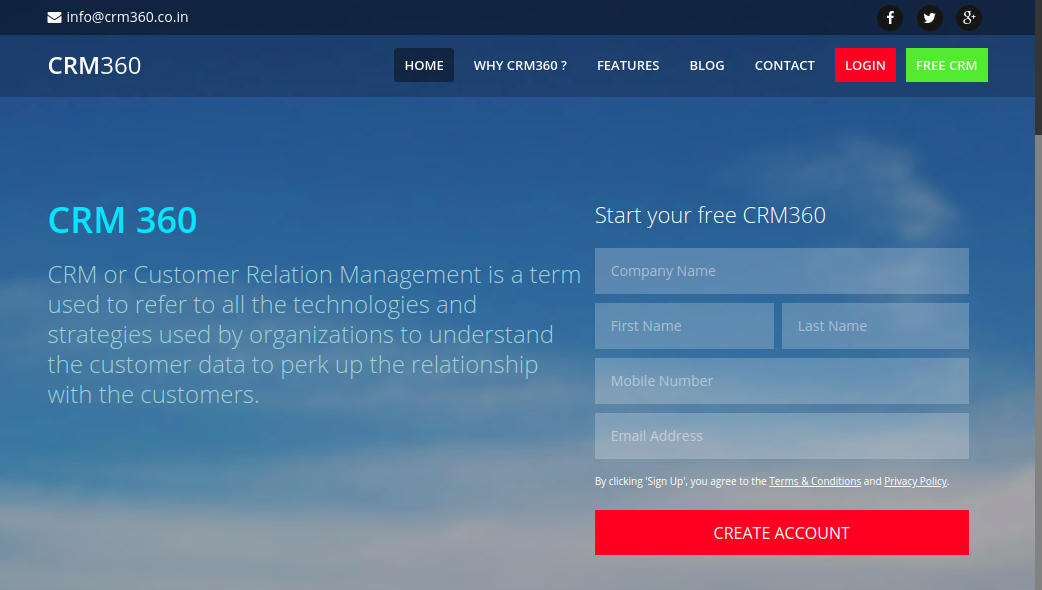 info@crm360.co.in
CRM360
HOME
WHY CRM360 ?
FEATURES
BLOG
CONTACT
LOGIN
FREE CRM
CRM 360
CRM or Customer Relation Management is a term
used to refer to all the technologies and
strategies used by organizations to understand
the customer data to perk up the relationship
with the customers.
Start your free CRM360
Company Name
First Name
Last Name
Mobile Number
Email Address
By clicking 'Sign Up', you agree to the Terms & Conditions and Privacy Policy.
CREATE ACCOUNT